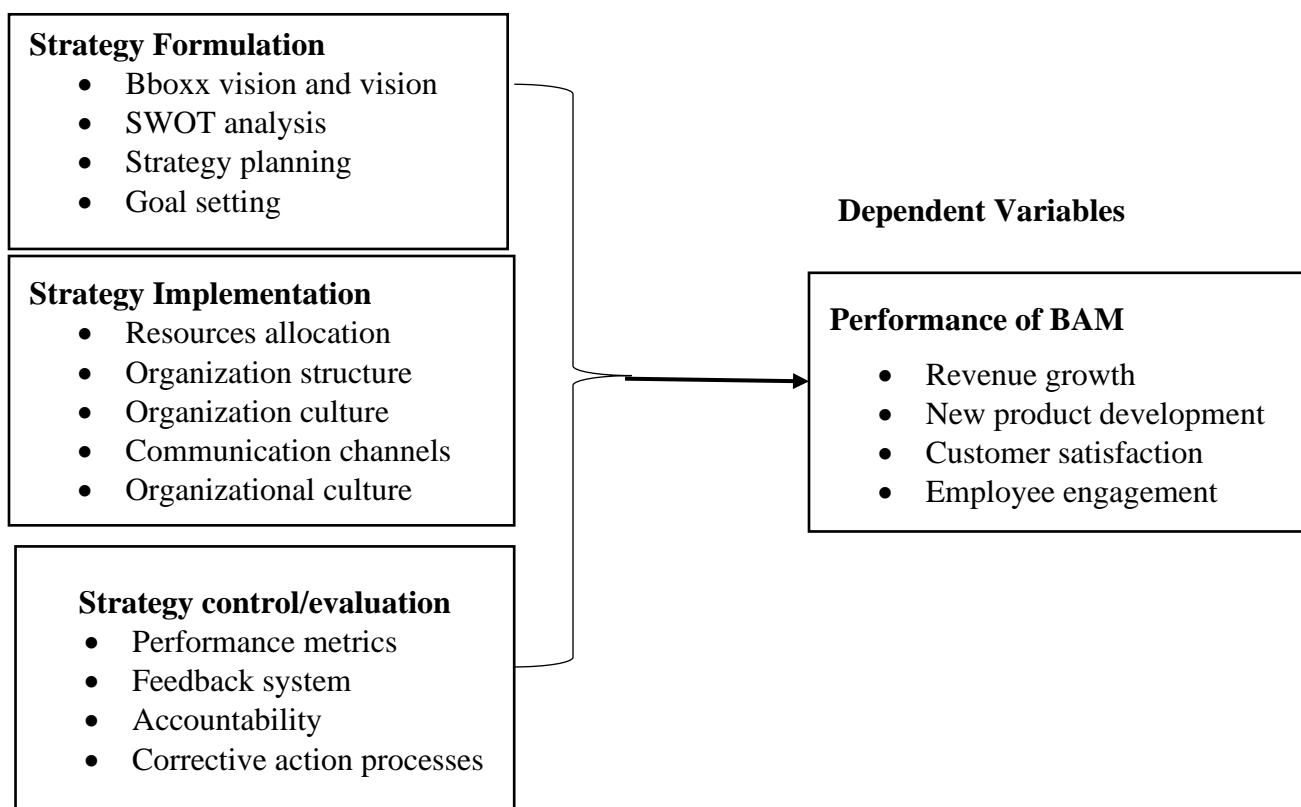 Strategy Formulation
• Bboxx vision and vision
• SWOT analysis
• Strategy planning
• Goal setting
Strategy Implementation
• Resources allocation
• Organization structure
• Organization culture
• Communication channels
• Organizational culture
Strategy control/evaluation
• Performance metrics
• Feedback system
• Accountability
• Corrective action processes
Dependent Variables
Performance of BAM
• Revenue growth
• New product development
• Customer satisfaction
• Employee engagement